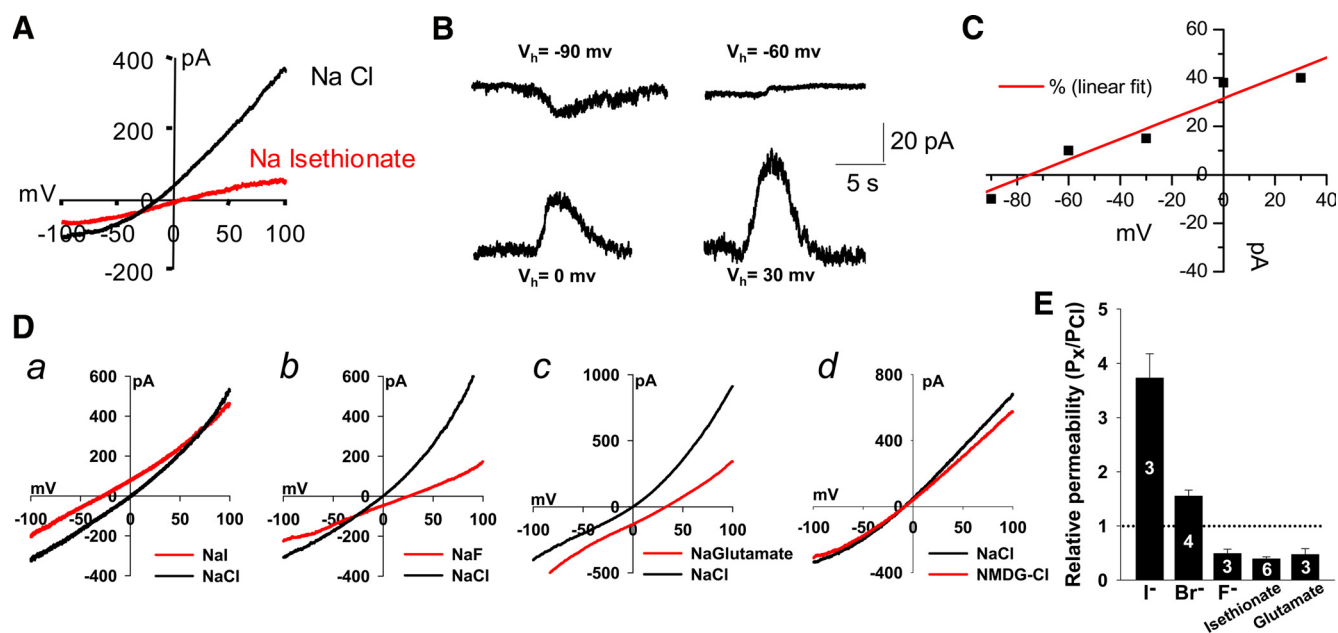 A
pA
400
200
0
-200
mV
-100
-50
0
50
100
Na Cl
Na Isethionate
B
Vh= -90 mv
Vh= -60 mv
20 pA
5 s
Vh= 0 mv
Vh= 30 mv
C
% (linear fit)
60
40
20
0
-20
-40
-80
-60
-40
-20
0
20
40
mV
pA
D
a
600
pA
400
200
0
-200
-400
mV
-100
-50
0
50
100
NaI
NaCl
b
600
pA
400
200
0
-200
-400
mV
-100
-50
0
50
100
NaF
NaCl
c
1000
pA
500
0
-500
mV
-100
-50
0
50
100
NaGlutamate
NaCl
d
800
pA
400
0
-400
mV
-100
-50
0
50
100
NaCl
NMDG-Cl
E
Relative permeability (PX/PCl)
5
4
3
2
1
0
3
4
3
6
3
I-
Br-
F-
Isethionate
Glutamate